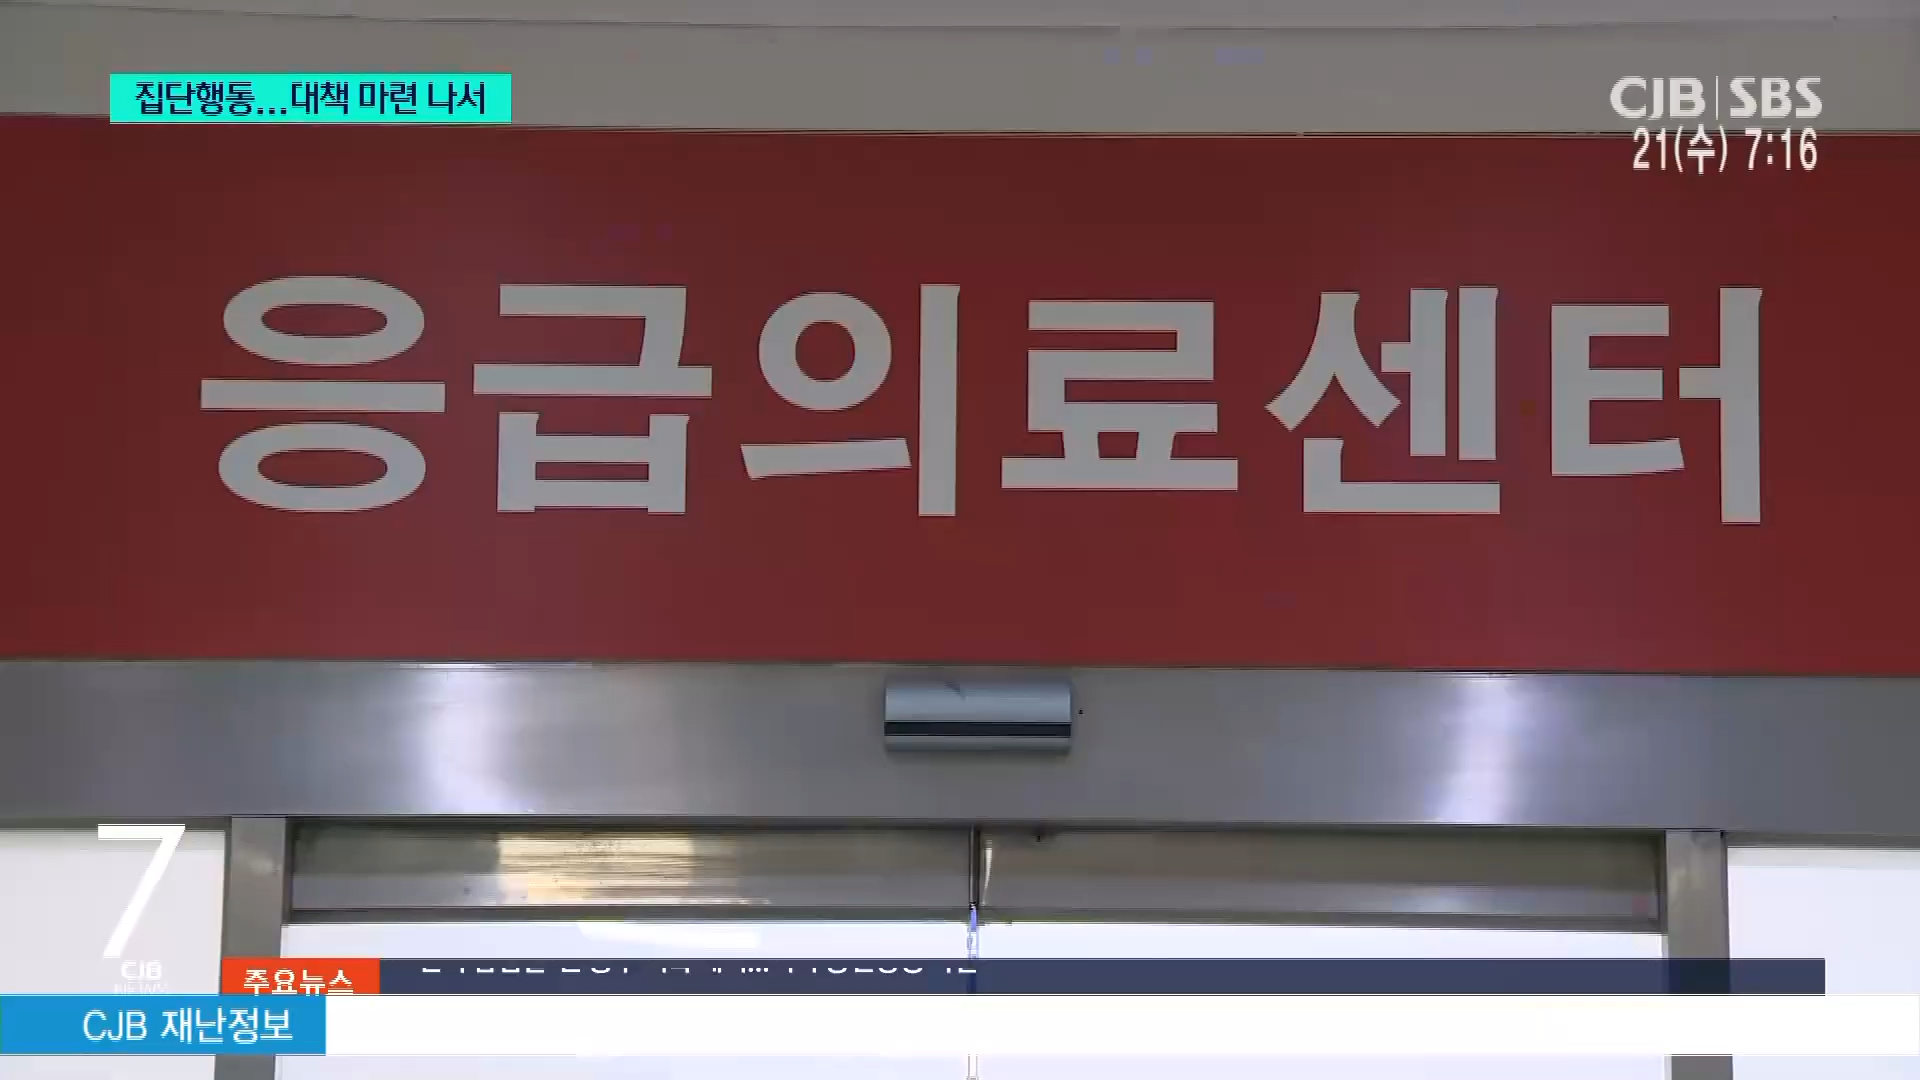 집단행동...대책 마련 나서
CJB SBS
21(수) 7:16
응급의료센터
7
CJB
NEWS
주요뉴스
CJB 재난정보